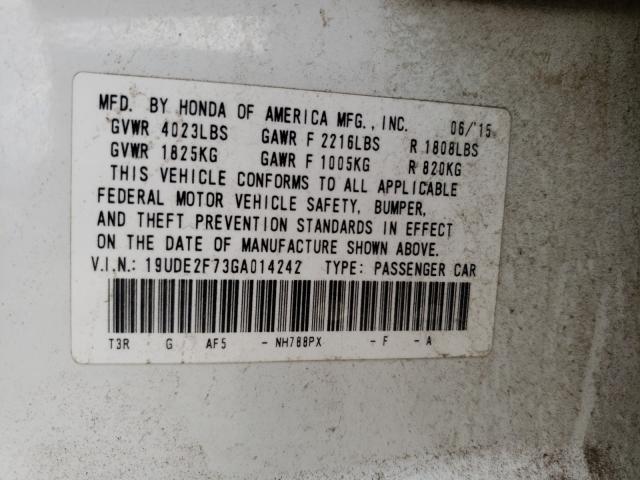 MFD. BY HONDA OF AMERICA MFG., INC. 06/'15
GVWR 4023LBS GAWR F 2216LBS R 1808LBS
GVWR 1825KG GAWR F 1005KG R 820KG
THIS VEHICLE CONFORMS TO ALL APPLICABLE
FEDERAL MOTOR VEHICLE SAFETY, BUMPER,
AND THEFT PREVENTION STANDARDS IN EFFECT
ON THE DATE OF MANUFACTURE SHOWN ABOVE.
V.I.N.: 19UDE2F73GA014242 TYPE: PASSENGER CAR
T3R G AF5 - NH788PX - F - A